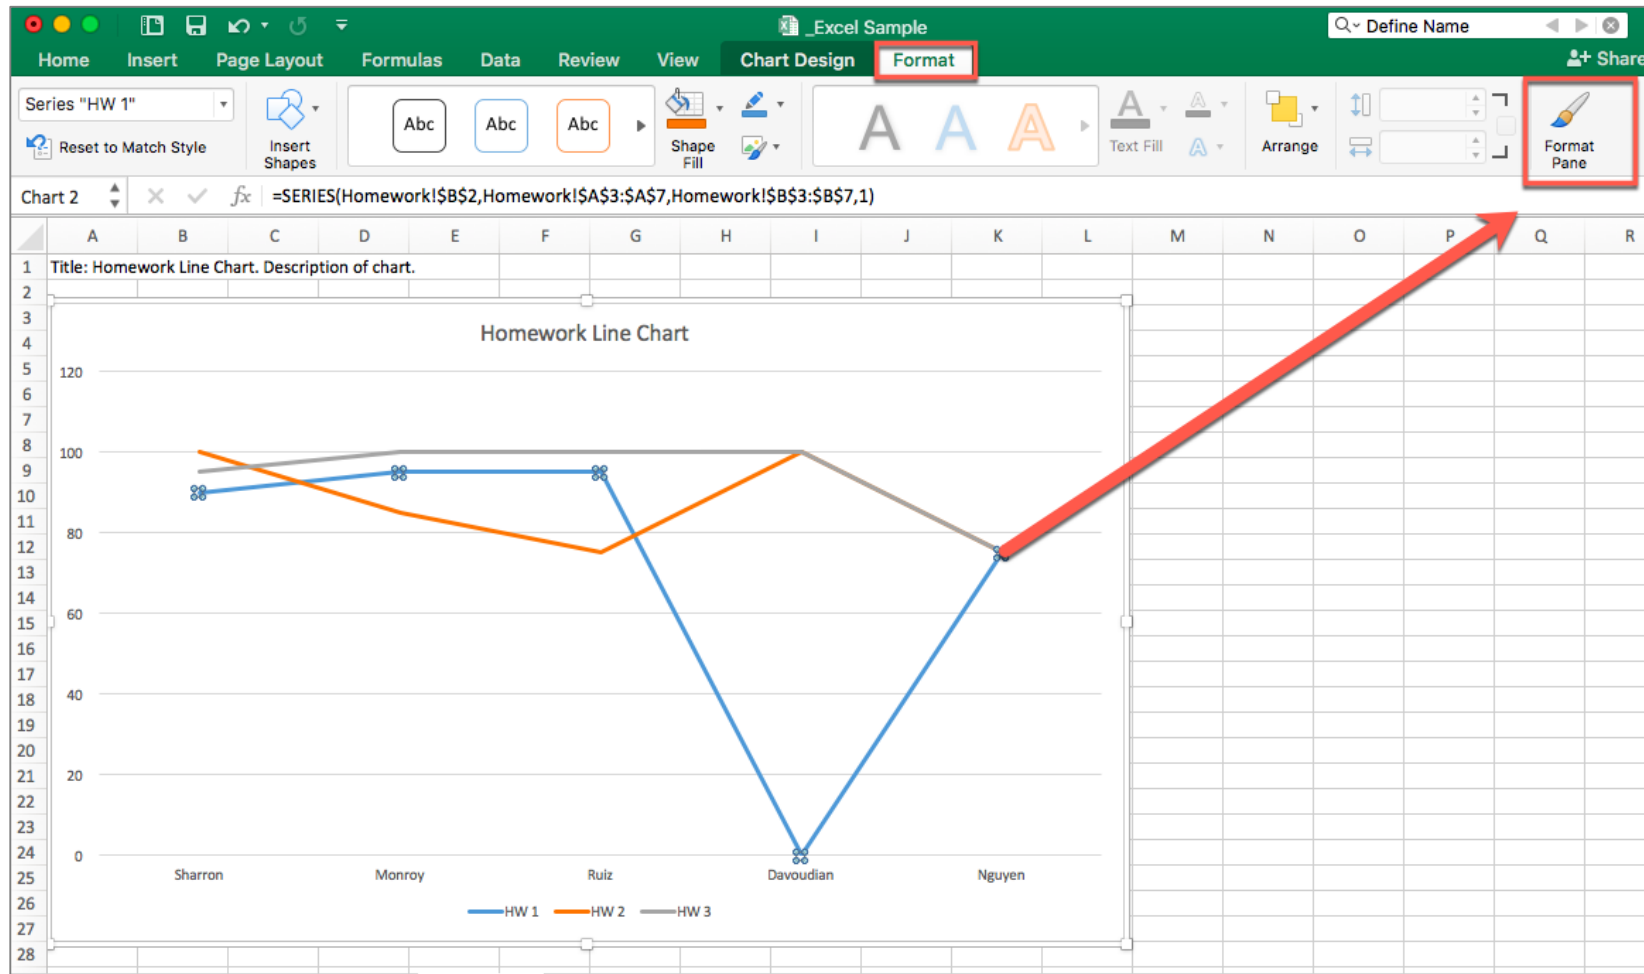 _Excel Sample
Define Name
Home Insert Page Layout Formulas Data Review View Chart Design Format Share
Series "HW 1"
Reset to Match Style
Insert
Shapes
Abc Abc Abc
Shape
Fill
A A A
A A
Text Fill A
Arrange
Format
Pane
Chart 2 fx =SERIES(Homework!$B$2,Homework!$A$3:$A$7,Homework!$B$3:$B$7,1)
A B C D E F G H I J K L M N O P Q R
1 Title: Homework Line Chart. Description of chart.
2
3
4
5
6
7
8
9
10
11
12
13
14
15
16
17
18
19
20
21
22
23
24
25
26
27
28
Homework Line Chart
120
100
80
60
40
20
0
Sharron Monroy Ruiz Davoudian Nguyen
HW 1 HW 2 HW 3